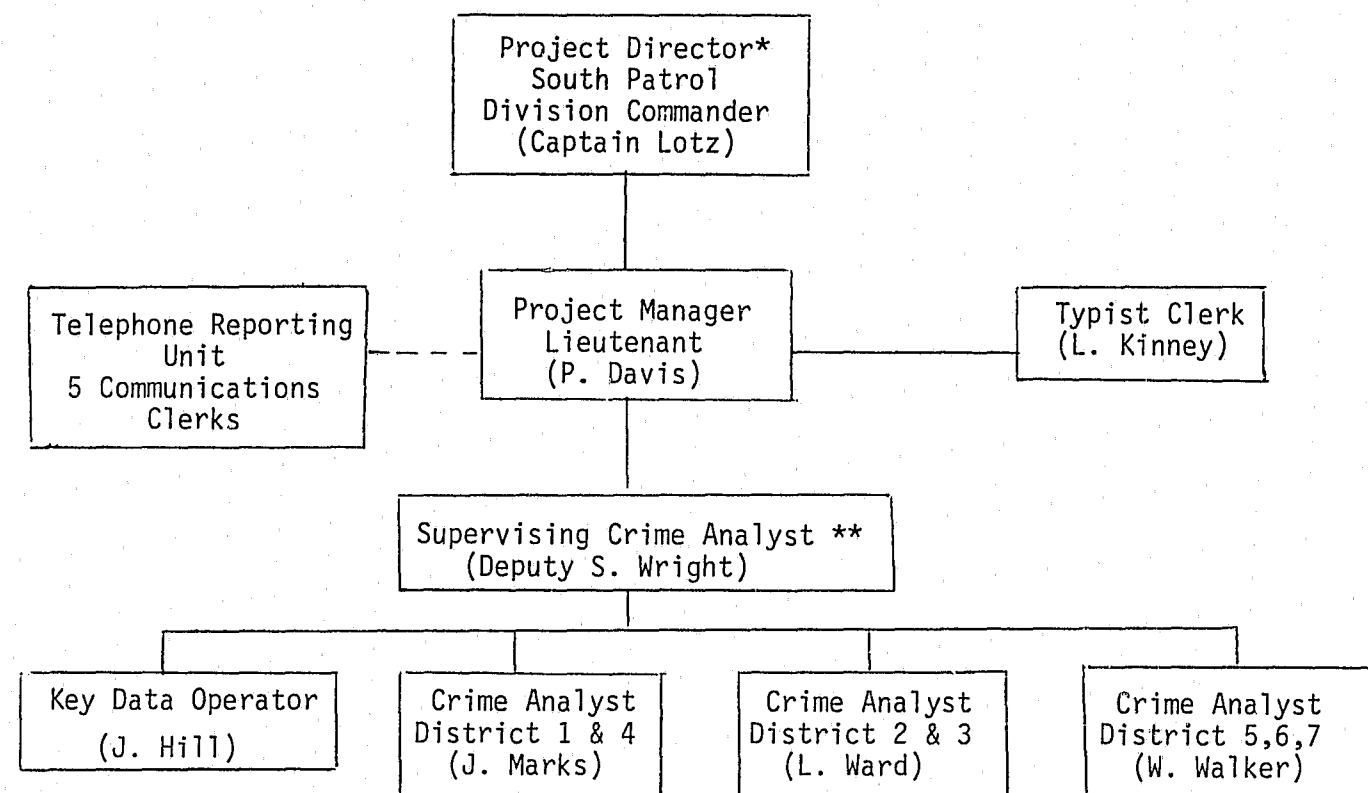 Project Director*
South Patrol
Division Commander
(Captain Lotz)
Telephone Reporting
Unit
5 Communications
Clerks
Project Manager
Lieutenant
(P. Davis)
Typist Clerk
(L. Kinney)
Supervising Crime Analyst **
(Deputy S. Wright)
Key Data Operator
(J. Hill)
Crime Analyst
District 1 & 4
(J. Marks)
Crime Analyst
District 2 & 3
(L. Ward)
Crime Analyst
District 5,6,7
(W. Walker)